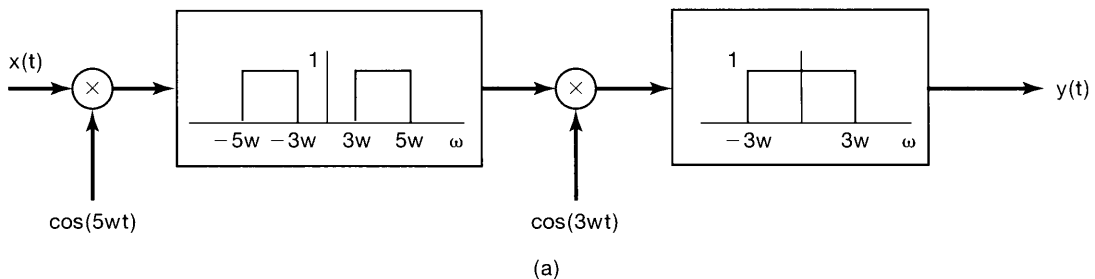 x(t)
×
cos(5wt)
1
−5w −3w 3w 5w ω
×
cos(3wt)
1
−3w 3w ω
y(t)
(a)